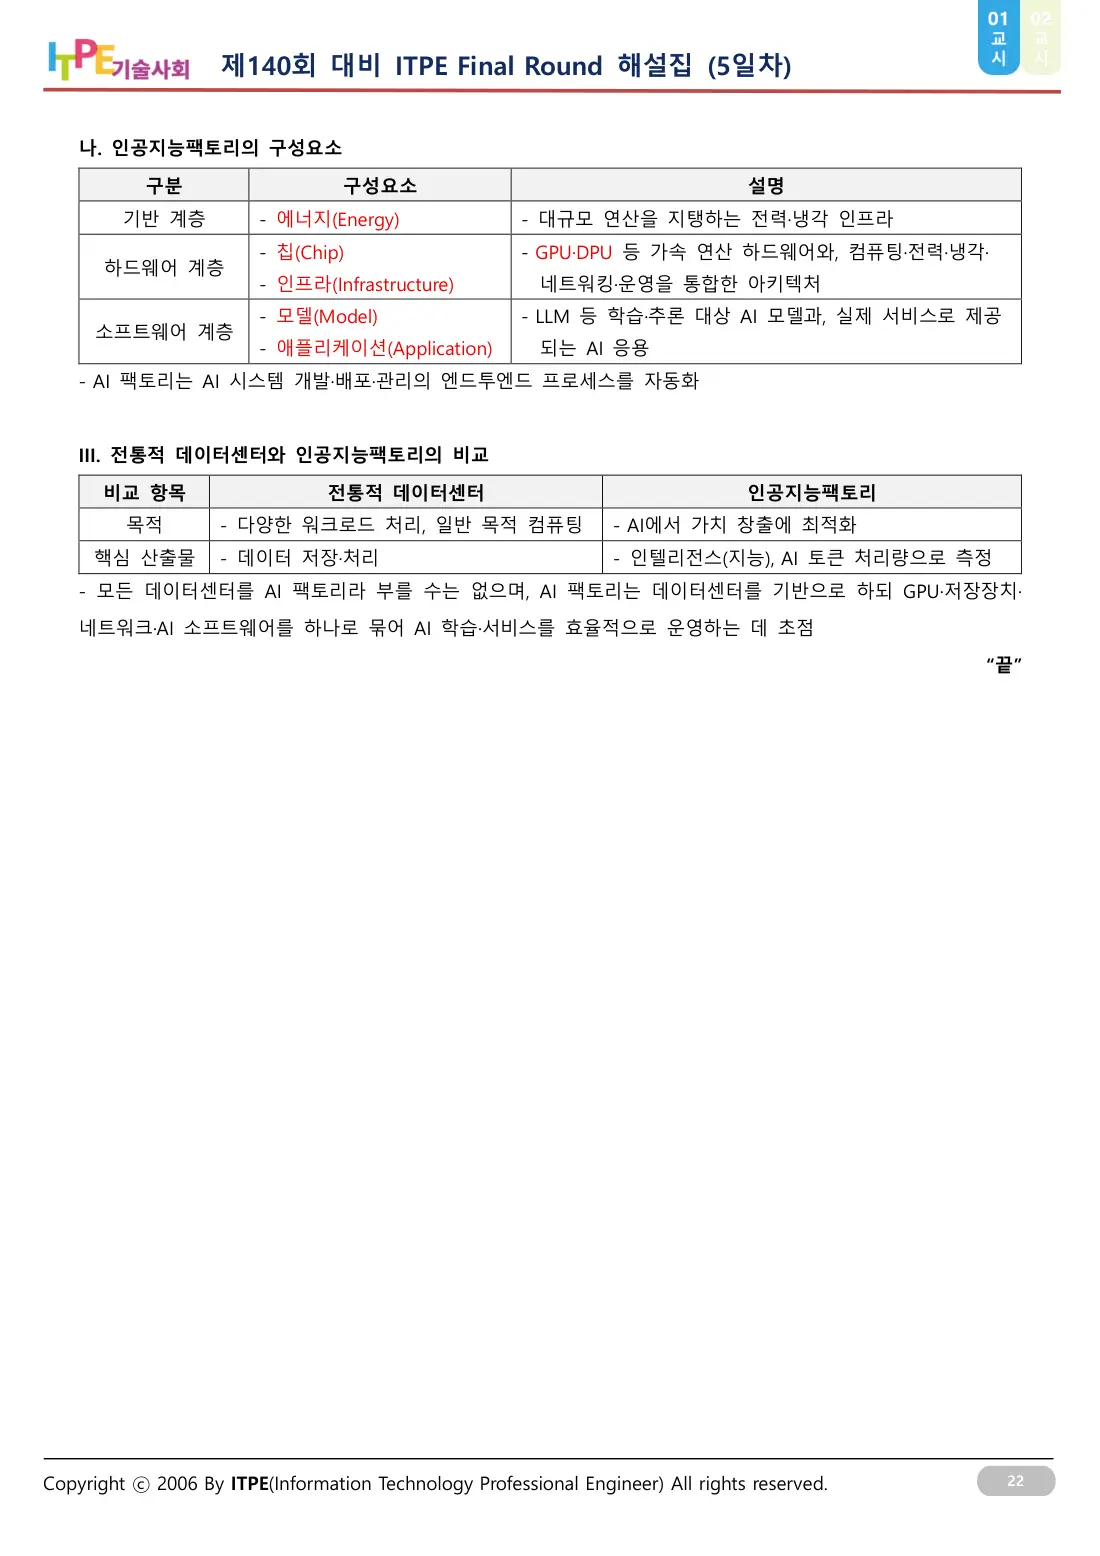 01
교
시
02
교
시
ITPE기술사회 제140회 대비 ITPE Final Round 해설집 (5일차)
나. 인공지능팩토리의 구성요소
구분 구성요소 설명
기반 계층 - 에너지(Energy) - 대규모 연산을 지탱하는 전력·냉각 인프라
하드웨어 계층 - 칩(Chip) - GPU·DPU 등 가속 연산 하드웨어와, 컴퓨팅·전력·냉각·
- 인프라(Infrastructure) 네트워킹·운영을 통합한 아키텍처
소프트웨어 계층 - 모델(Model) - LLM 등 학습·추론 대상 AI 모델과, 실제 서비스로 제공
- 애플리케이션(Application) 되는 AI 응용
- AI 팩토리는 AI 시스템 개발·배포·관리의 엔드투엔드 프로세스를 자동화
III. 전통적 데이터센터와 인공지능팩토리의 비교
비교 항목 전통적 데이터센터 인공지능팩토리
목적 - 다양한 워크로드 처리, 일반 목적 컴퓨팅 - AI에서 가치 창출에 최적화
핵심 산출물 - 데이터 저장·처리 - 인텔리전스(지능), AI 토큰 처리량으로 측정
- 모든 데이터센터를 AI 팩토리라 부를 수는 없으며, AI 팩토리는 데이터센터를 기반으로 하되 GPU·저장장치·
네트워크·AI 소프트웨어를 하나로 묶어 AI 학습·서비스를 효율적으로 운영하는 데 초점
“끝”
Copyright ⓒ 2006 By ITPE(Information Technology Professional Engineer) All rights reserved.
22